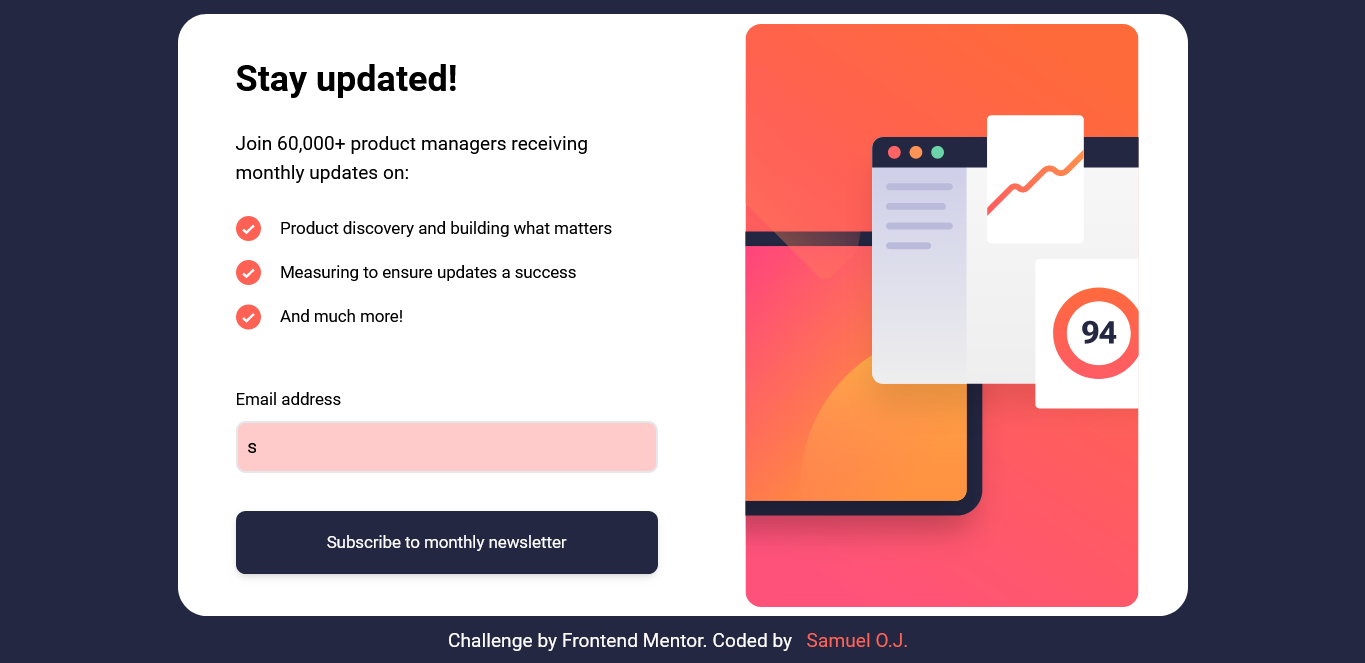 Stay updated!
Join 60,000+ product managers receiving
monthly updates on:
Product discovery and building what matters
Measuring to ensure updates a success
And much more!
Email address
s
Subscribe to monthly newsletter
94
Challenge by Frontend Mentor. Coded by Samuel O.J.